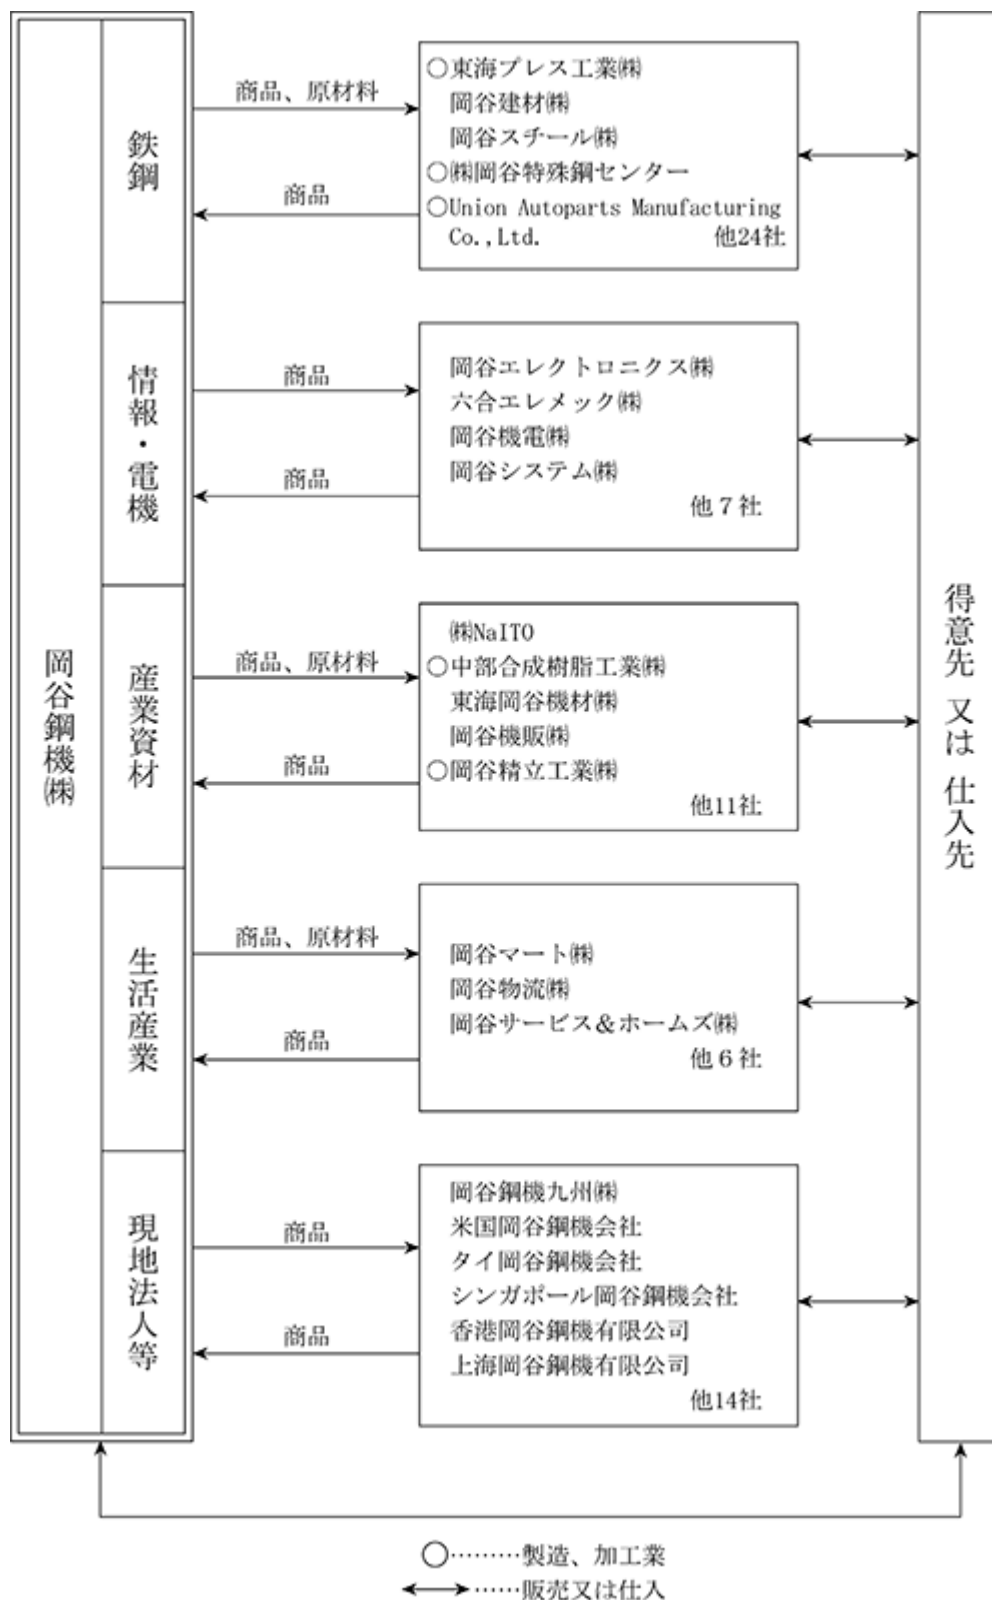 岡谷鋼機㈱
鉄鋼
商品、原材料
商品
○東海プレス工業㈱
岡谷建材㈱
岡谷スチール㈱
○㈱岡谷特殊鋼センター
○Union Autoparts Manufacturing
Co.,Ltd. 他24社
情報・電機
商品
商品
岡谷エレクトロニクス㈱
六合エレメック㈱
岡谷機電㈱
岡谷システム㈱
他７社
産業資材
商品、原材料
商品
㈱NaITO
○中部合成樹脂工業㈱
東海岡谷機材㈱
岡谷機販㈱
○岡谷精立工業㈱
他11社
生活産業
商品、原材料
商品
岡谷マート㈱
岡谷物流㈱
岡谷サービス＆ホームズ㈱
他６社
現地法人等
商品
商品
岡谷鋼機九州㈱
米国岡谷鋼機会社
タイ岡谷鋼機会社
シンガポール岡谷鋼機会社
香港岡谷鋼機有限公司
上海岡谷鋼機有限公司
他14社
得意先 又は 仕入先
○………製造、加工業
←→……販売又は仕入